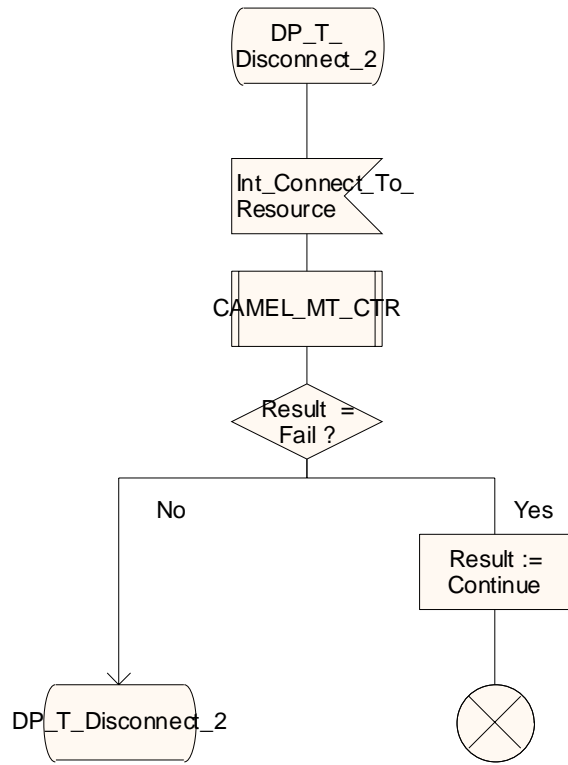 DP_T_
Disconnect_2
Int_Connect_To_
Resource
CAMEL_MT_CTR
Result =
Fail ?
No
Yes
Result :=
Continue
DP_T_Disconnect_2